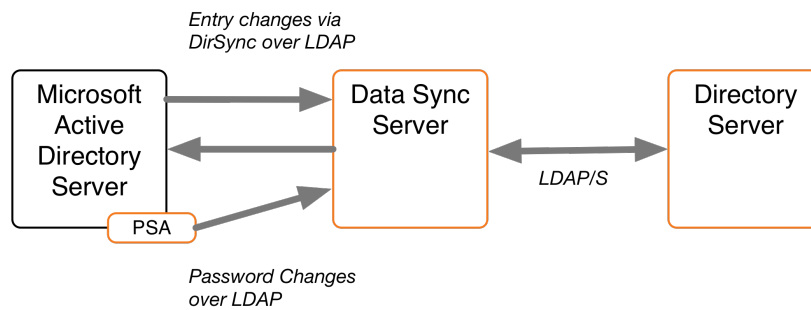 Entry changes via
DirSync over LDAP
Microsoft
Active
Directory
Server
PSA
Data Sync
Server
Directory
Server
LDAP/S
Password Changes
over LDAP